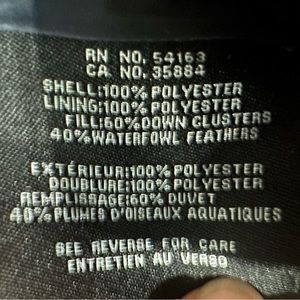 RN NO. 54163
CA NO. 35884
SHELL:100% POLYESTER
LINING:100% POLYESTER
FILL:60%DOWN CLUSTERS
40%WATERFOWL FEATHERS
EXTÉRIEUR:100% POLYESTER
DOUBLURE:100% POLYESTER
REMPLISSAGE:60% DUVET
40%PLUMES D'OISEAUX AQUATIQUES
SEE REVERSE FOR CARE
ENTRETIEN AU VERSO